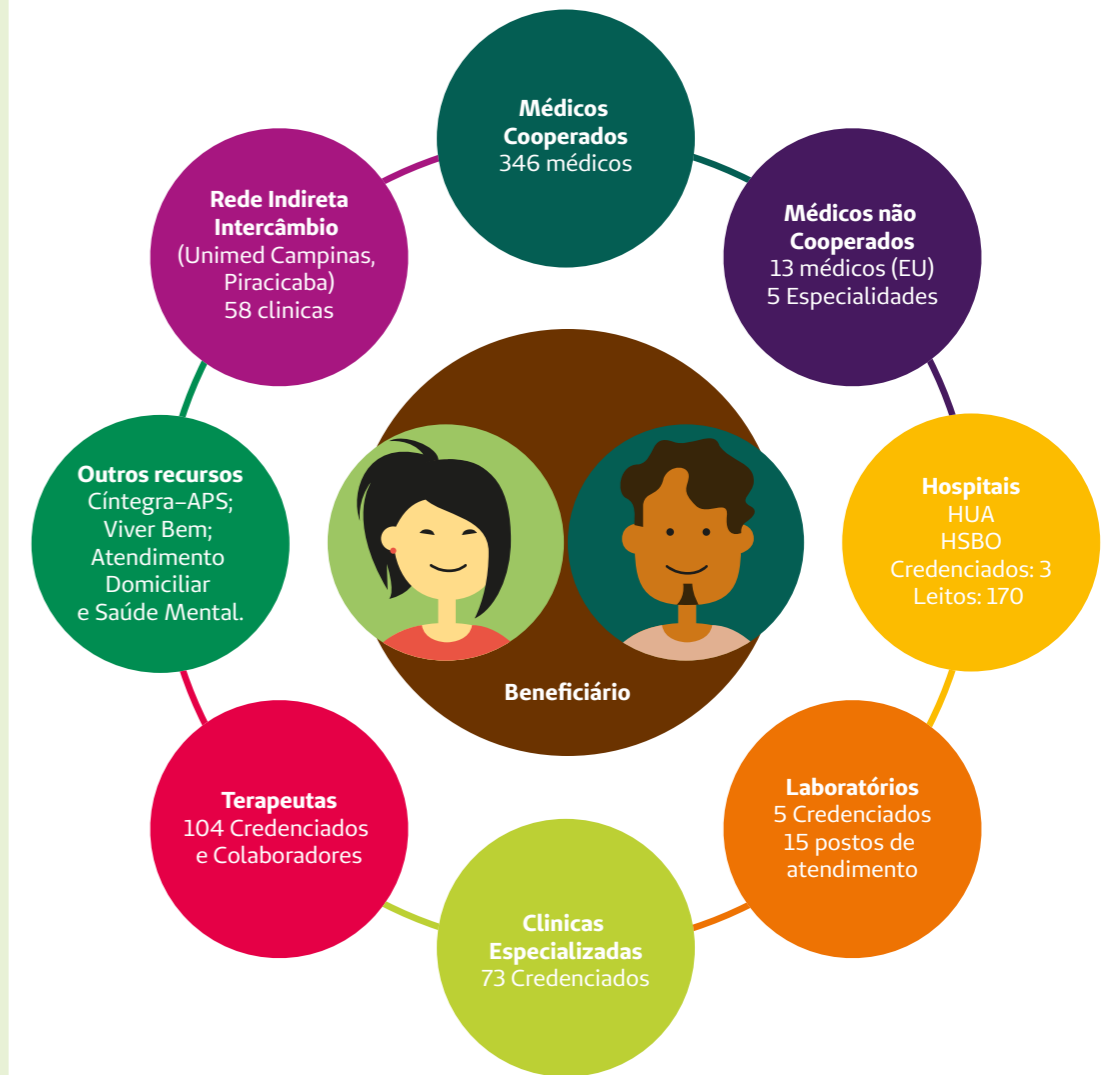 Médicos
Cooperados
346 médicos
Médicos não
Cooperados
13 médicos (EU)
5 Especialidades
Hospitais
HUA
HSBO
Credenciados: 3
Leitos: 170
Laboratórios
5 Credenciados
15 postos de
atendimento
Clinicas
Especializadas
73 Credenciados
Terapeutas
104 Credenciados
e Colaboradores
Outros recursos
Cíntegra–APS;
Viver Bem;
Atendimento
Domiciliar
e Saúde Mental.
Rede Indireta
Intercâmbio
(Unimed Campinas,
Piracicaba)
58 clinicas
Beneficiário